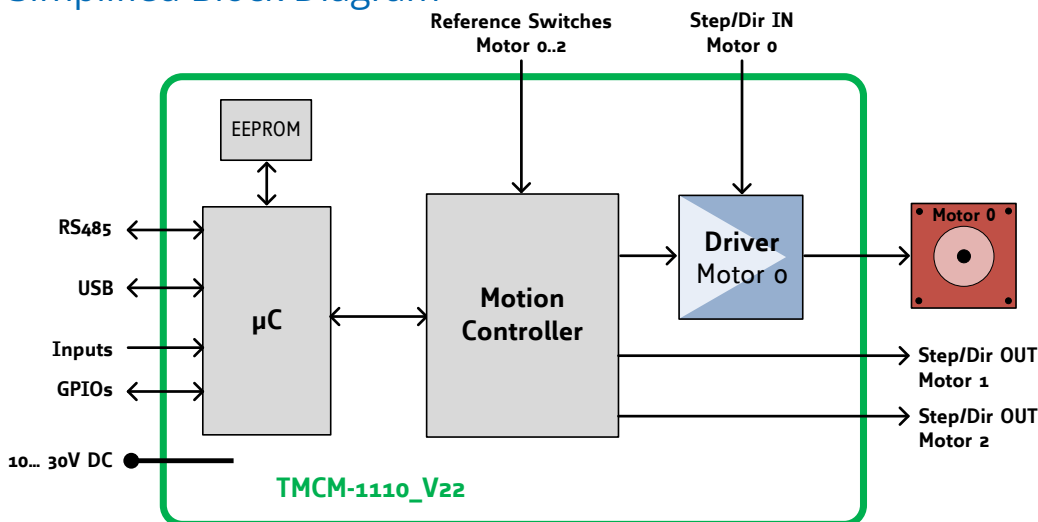 Simplified Block Diagram
Reference Switches
Motor 0..2
Step/Dir IN
Motor 0
EEPROM
RS485
USB
Inputs
GPIOs
10... 30V DC
µC
Motion
Controller
Driver
Motor 0
Motor 0
Step/Dir OUT
Motor 1
Step/Dir OUT
Motor 2
TMCM-1110_V22